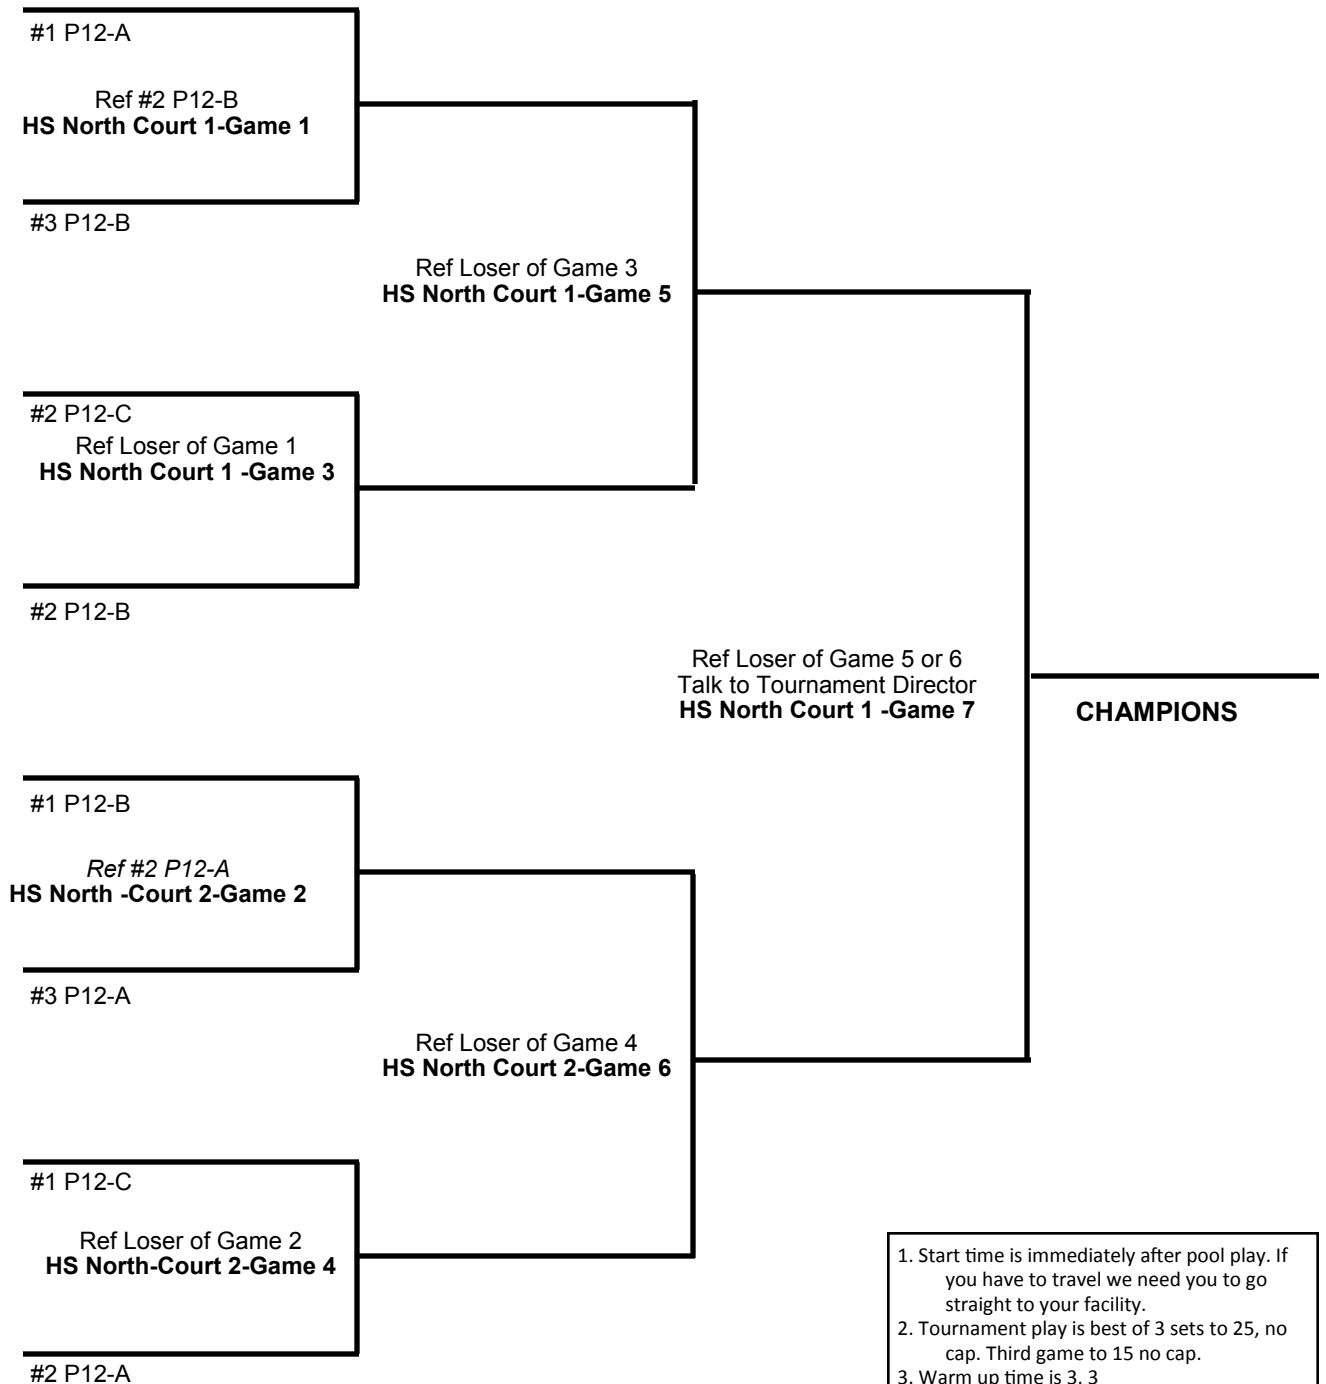 #1 P12-A
Ref #2 P12-B
HS North Court 1-Game 1
#3 P12-B
Ref Loser of Game 3
HS North Court 1-Game 5
#2 P12-C
Ref Loser of Game 1
HS North Court 1 -Game 3
#2 P12-B
Ref Loser of Game 5 or 6
Talk to Tournament Director
HS North Court 1 -Game 7
CHAMPIONS
#1 P12-B
Ref #2 P12-A
HS North -Court 2-Game 2
#3 P12-A
Ref Loser of Game 4
HS North Court 2-Game 6
#1 P12-C
Ref Loser of Game 2
HS North-Court 2-Game 4
#2 P12-A
1. Start time is immediately after pool play. If
you have to travel we need you to go
straight to your facility.
2. Tournament play is best of 3 sets to 25, no
cap. Third game to 15 no cap.
3. Warm up time is 3, 3